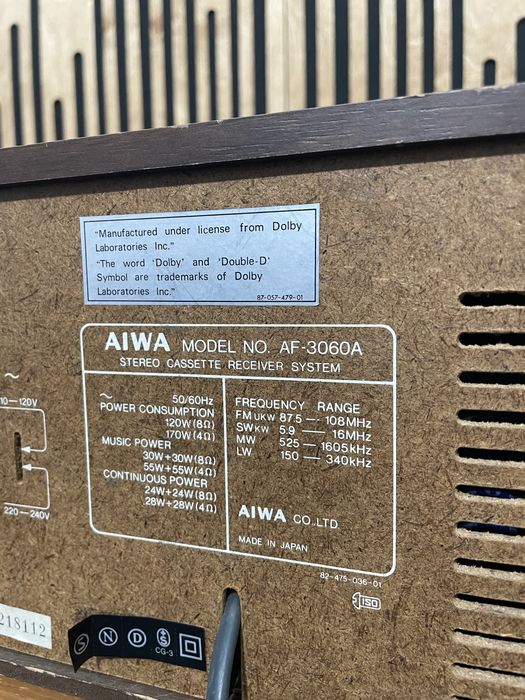 "Manufactured under license from Dolby
Laboratories Inc."
"The word 'Dolby' and 'Double-D'
Symbol are trademarks of Dolby
Laboratories Inc."
87-057-479-01
AIWA MODEL NO. AF-3060A
STEREO CASSETTE RECEIVER SYSTEM
~ 50/60Hz
POWER CONSUMPTION
120W (8Ω)
170W (4Ω)
MUSIC POWER
30W+30W (8Ω)
55W+55W (4Ω)
CONTINUOUS POWER
24W+24W (8Ω)
28W+28W (4Ω)
FREQUENCY RANGE
FM UKW 87.5 — 108MHz
SW KW 5.9 — 16MHz
MW 525 — 1605kHz
LW 150 — 340kHz
AIWA CO.,LTD.
MADE IN JAPAN
82-475-036-01
ISO
~
10—120V
220—240V
218112
S N D S
CG-3